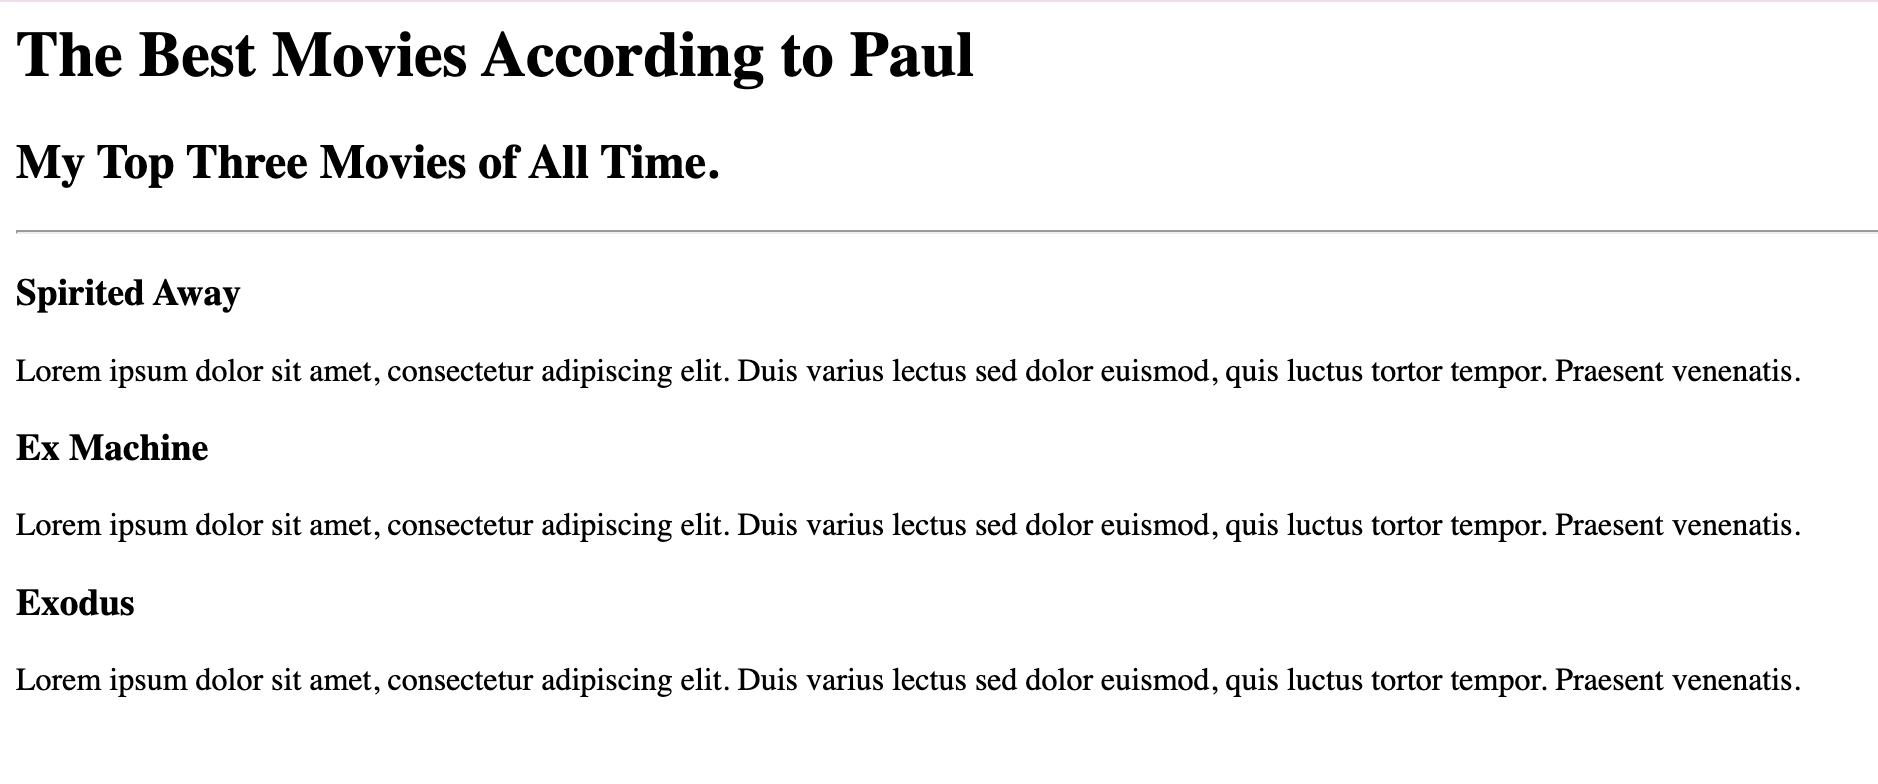 The Best Movies According to Paul
My Top Three Movies of All Time.
Spirited Away
Lorem ipsum dolor sit amet, consectetur adipiscing elit. Duis varius lectus sed dolor euismod, quis luctus tortor tempor. Praesent venenatis.
Ex Machine
Lorem ipsum dolor sit amet, consectetur adipiscing elit. Duis varius lectus sed dolor euismod, quis luctus tortor tempor. Praesent venenatis.
Exodus
Lorem ipsum dolor sit amet, consectetur adipiscing elit. Duis varius lectus sed dolor euismod, quis luctus tortor tempor. Praesent venenatis.